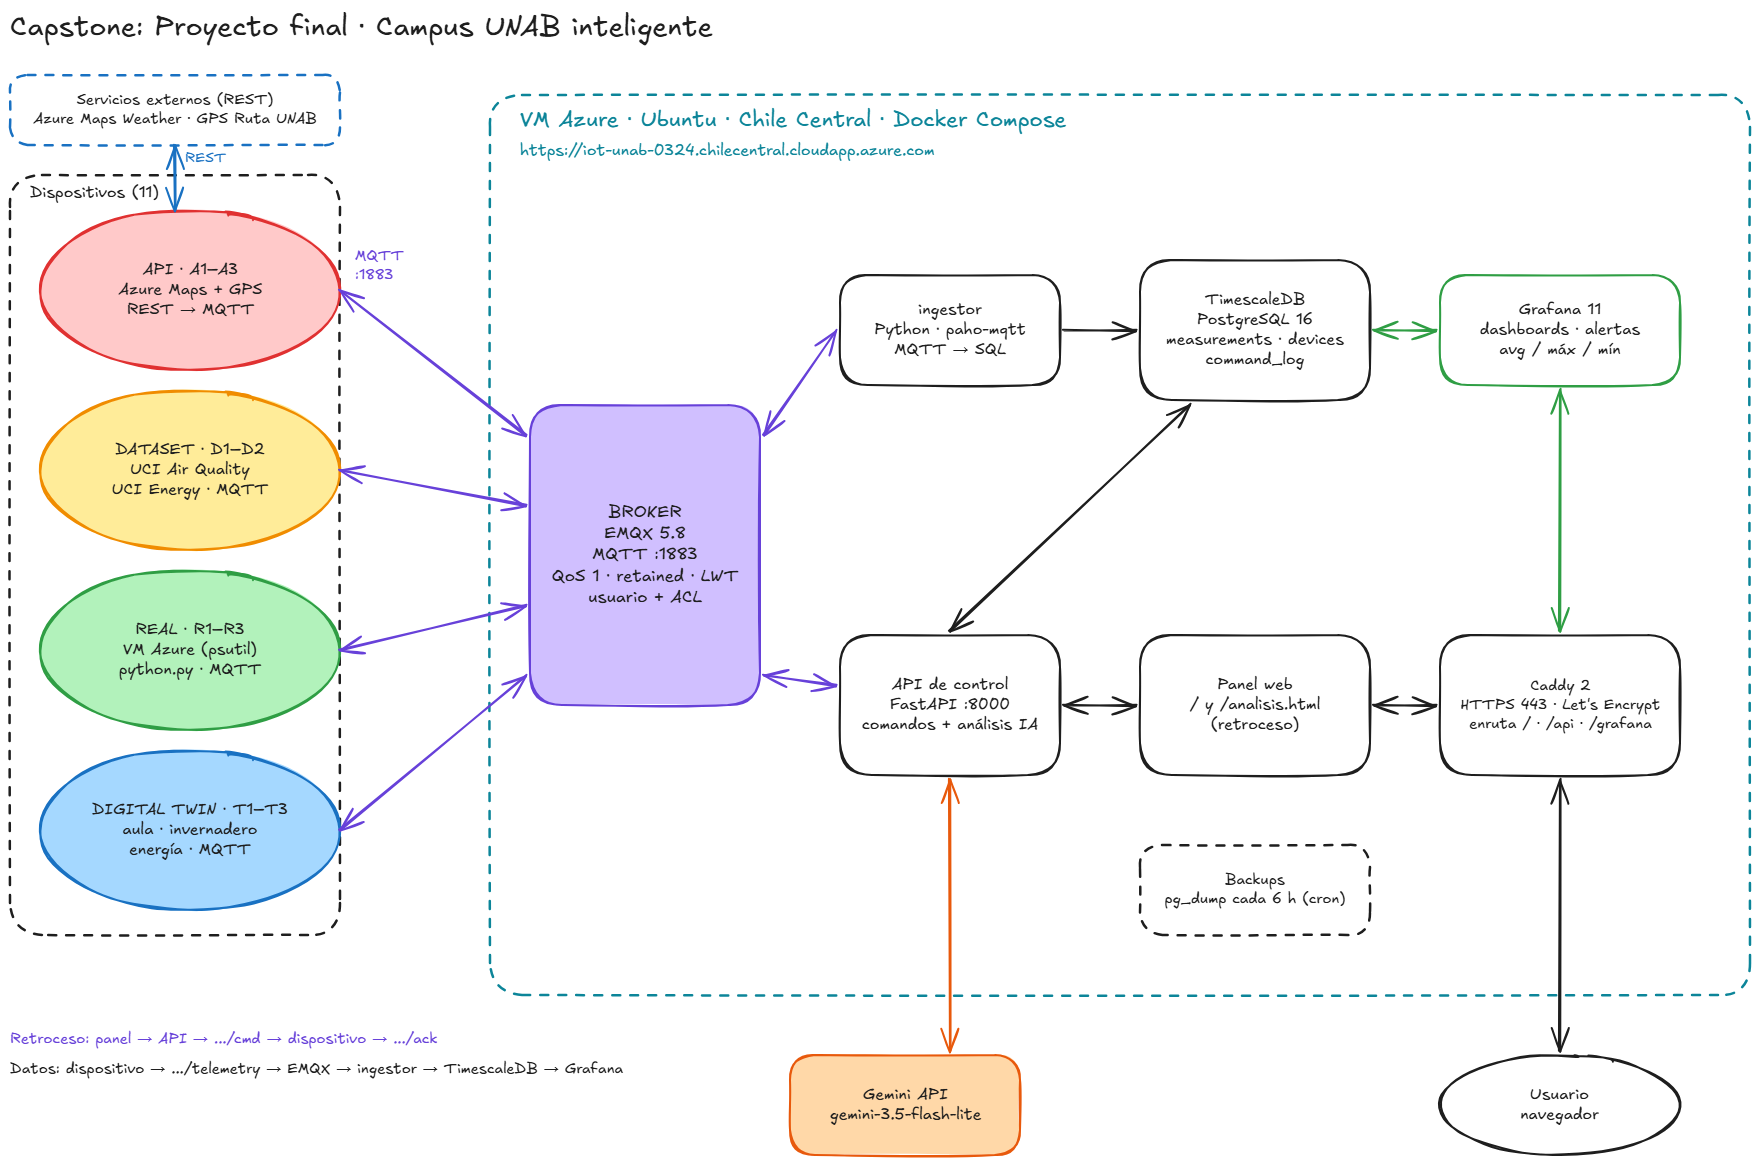 Capstone: Proyecto final · Campus UNAB inteligente
Servicios externos (REST)
Azure Maps Weather · GPS Ruta UNAB
REST
Dispositivos (11)
API · A1—A3
Azure Maps + GPS
REST → MQTT
MQTT
:1883
DATASET · D1—D2
UCI Air Quality
UCI Energy · MQTT
REAL · R1—R3
VM Azure (psutil)
python.py · MQTT
DIGITAL TWIN · T1—T3
aula · invernadero
energía · MQTT
VM Azure · Ubuntu · Chile Central · Docker Compose
https://iot-unab-0324.chilecentral.cloudapp.azure.com
BROKER
EMQX 5.8
MQTT :1883
QoS 1 · retained · LWT
usuario + ACL
ingestor
Python · paho-mqtt
MQTT → SQL
TimescaleDB
PostgreSQL 16
measurements · devices
command_log
Grafana 11
dashboards · alertas
avg / máx / mín
API de control
FastAPI :8000
comandos + análisis IA
Panel web
/ y /analisis.html
(retroceso)
Caddy 2
HTTPS 443 · Let's Encrypt
enruta / · /api · /grafana
Backups
pg_dump cada 6 h (cron)
Gemini API
gemini-3.5-flash-lite
Usuario
navegador
Retroceso: panel → API → .../cmd → dispositivo → .../ack
Datos: dispositivo → .../telemetry → EMQX → ingestor → TimescaleDB → Grafana